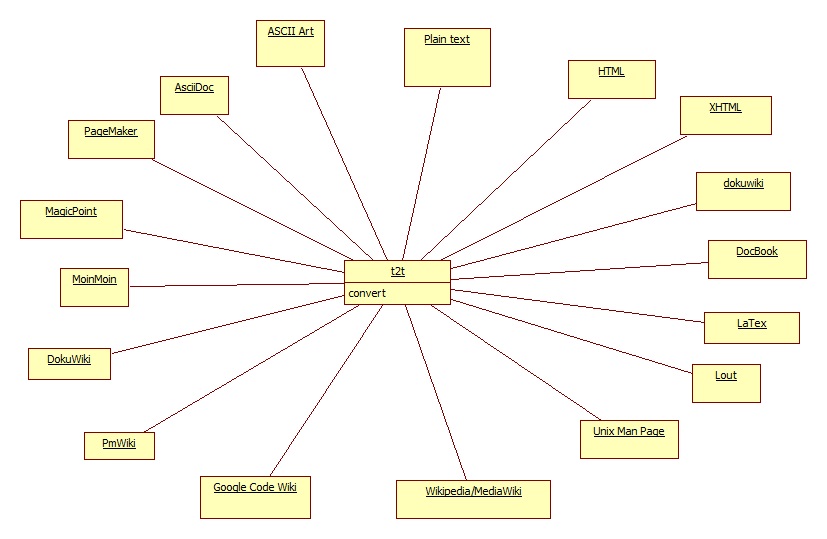 ASCII Art
Plain text
HTML
AsciiDoc
XHTML
PageMaker
dokuwiki
MagicPoint
DocBook
t2t
convert
MoinMoin
LaTex
DokuWiki
Lout
Unix Man Page
PmWiki
Google Code Wiki
Wikipedia/MediaWiki